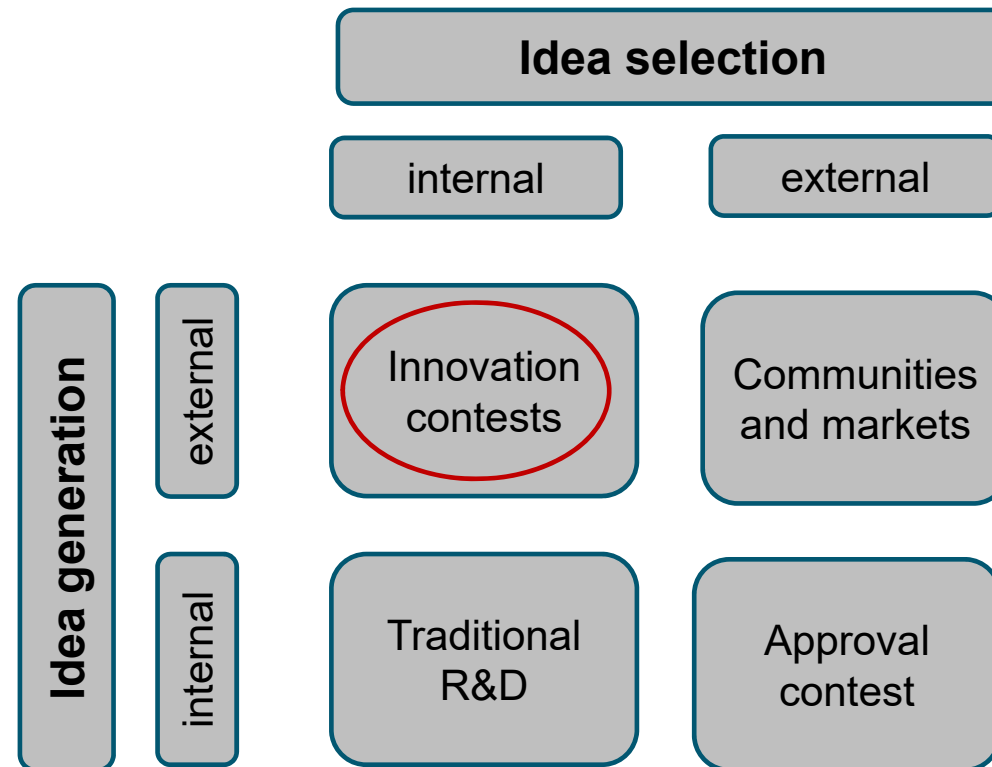 Idea selection
internal
external
Idea generation
external
Innovation
contests
Communities
and markets
internal
Traditional
R&D
Approval
contest